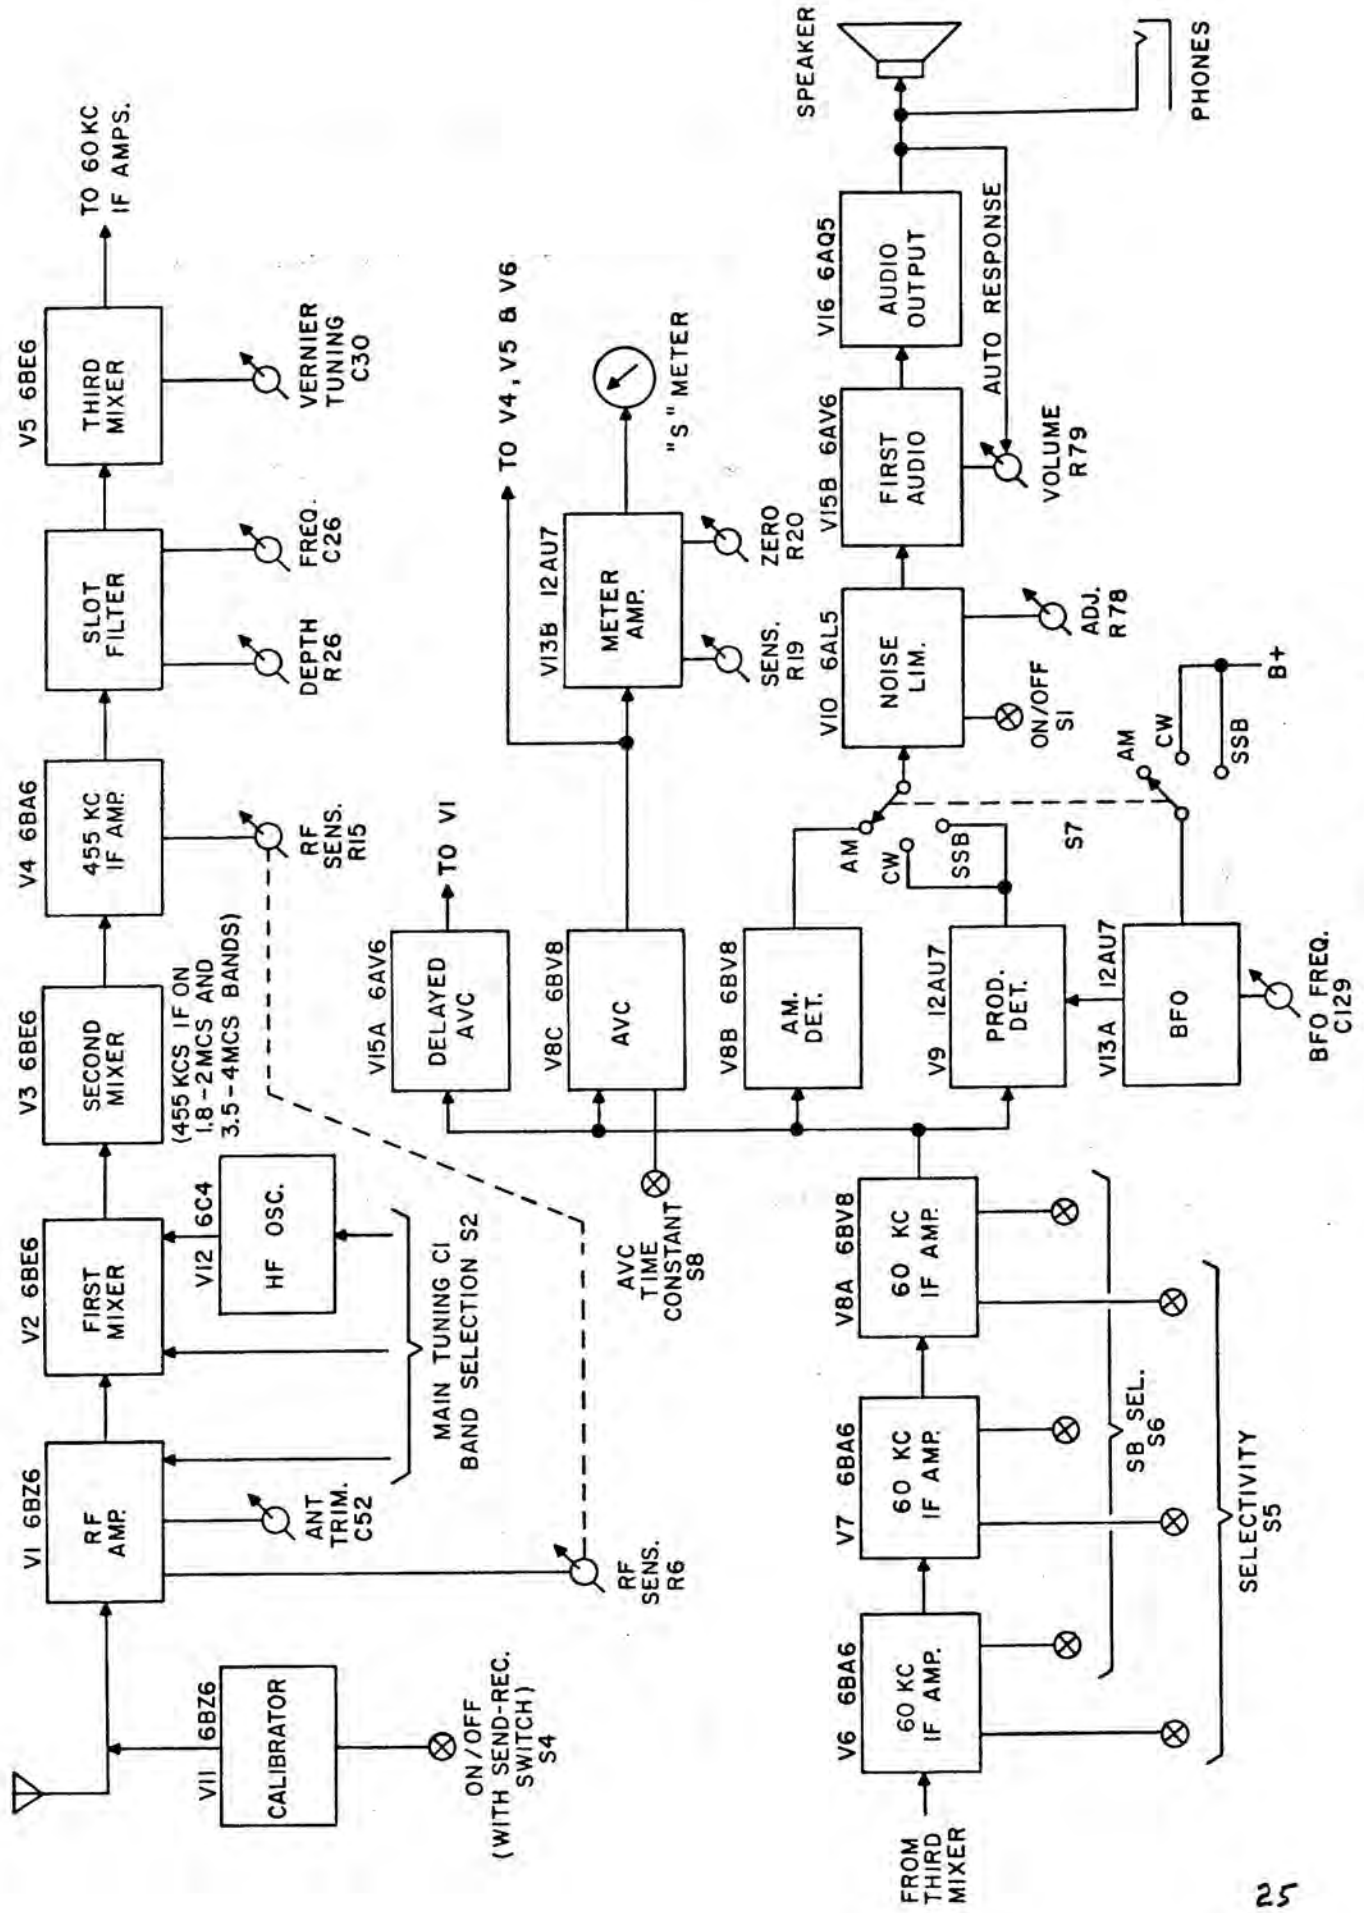 V1 6BZ6
RF
AMP.
V2 6BE6
FIRST
MIXER
V3 6BE6
SECOND
MIXER
V4 6BA6
455 KC
IF AMP.
SLOT
FILTER
V5 6BE6
THIRD
MIXER
TO 60KC
IF AMPS.
V11 6BZ6
CALIBRATOR
ON/OFF
(WITH SEND-REC.
SWITCH)
S4
ANT
TRIM.
C52
RF
SENS.
R6
V12 6C4
HF OSC.
MAIN TUNING C1
BAND SELECTION S2
(455 KCS IF ON
1.8-2MCS AND
3.5-4MCS BANDS)
RF
SENS.
R15
DEPTH
R26
FREQ.
C26
VERNIER
TUNING
C30
V15A 6AV6
DELAYED
AVC
TO V1
V8C 6BV8
AVC
AVC
TIME
CONSTANT
S8
TO V4, V5 & V6
V13B 12AU7
METER
AMP.
SENS.
R19
ZERO
R20
"S" METER
V8B 6BV8
AM.
DET.
V9 12AU7
PROD.
DET.
V13A 12AU7
BFO
BFO FREQ.
C129
AM
CW
SSB
S7
AM
CW
SSB
B+
V10 6AL5
NOISE
LIM.
ON/OFF
S1
ADJ.
R78
V15B 6AV6
FIRST
AUDIO
VOLUME
R79
AUTO RESPONSE
V16 6AQ5
AUDIO
OUTPUT
SPEAKER
PHONES
FROM
THIRD
MIXER
V6 6BA6
60 KC
IF AMP.
V7 6BA6
60 KC
IF AMP.
V8A 6BV8
60 KC
IF AMP.
SB SEL.
S6
SELECTIVITY
S5
25